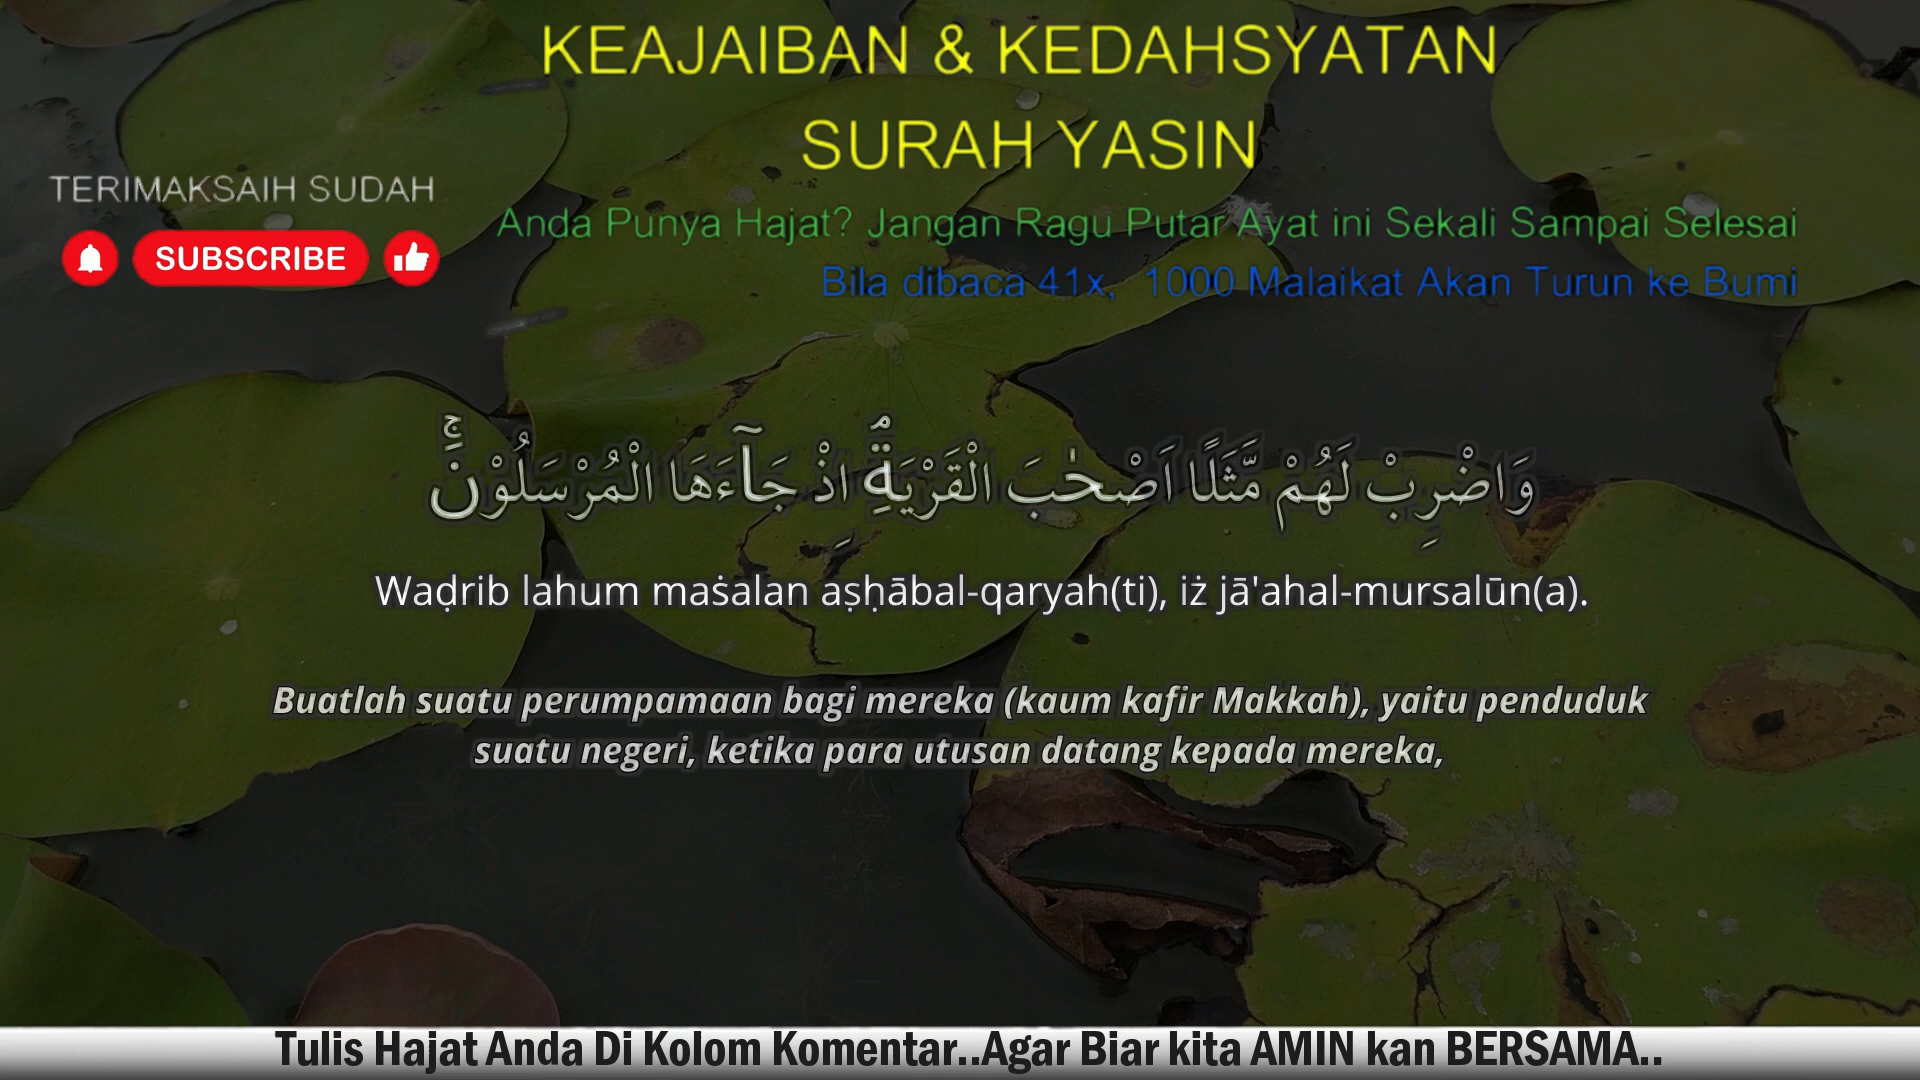 KEAJAIBAN & KEDAHSYATAN
SURAH YASIN
TERIMAKSAIH SUDAH
SUBSCRIBE
Anda Punya Hajat? Jangan Ragu Putar Ayat ini Sekali Sampai Selesai
Bila dibaca 41x, 1000 Malaikat Akan Turun ke Bumi
وَاضْرِبْ لَهُمْ مَّثَلًا اَصْحٰبَ الْقَرْيَةِۘ اِذْ جَاۤءَهَا الْمُرْسَلُوْنَۚ
Waḍrib lahum maṡalan aṣḥābal-qaryah(ti), iż jā'ahal-mursalūn(a).
Buatlah suatu perumpamaan bagi mereka (kaum kafir Makkah), yaitu penduduk
suatu negeri, ketika para utusan datang kepada mereka,
Tulis Hajat Anda Di Kolom Komentar..Agar Biar kita AMIN kan BERSAMA..